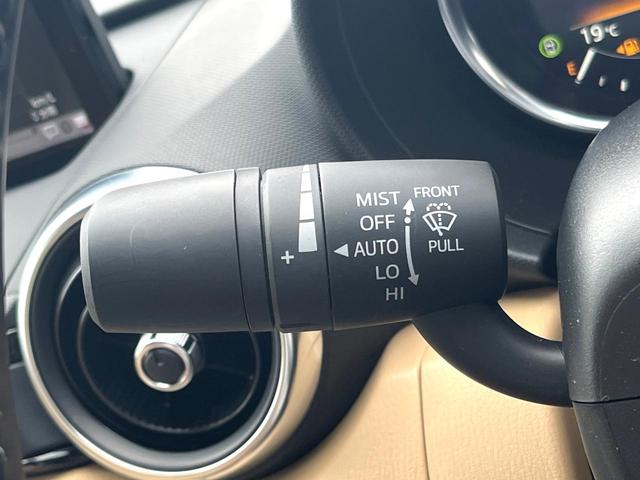 19°C
E
MIST FRONT
OFF
AUTO PULL
LO
HI
+